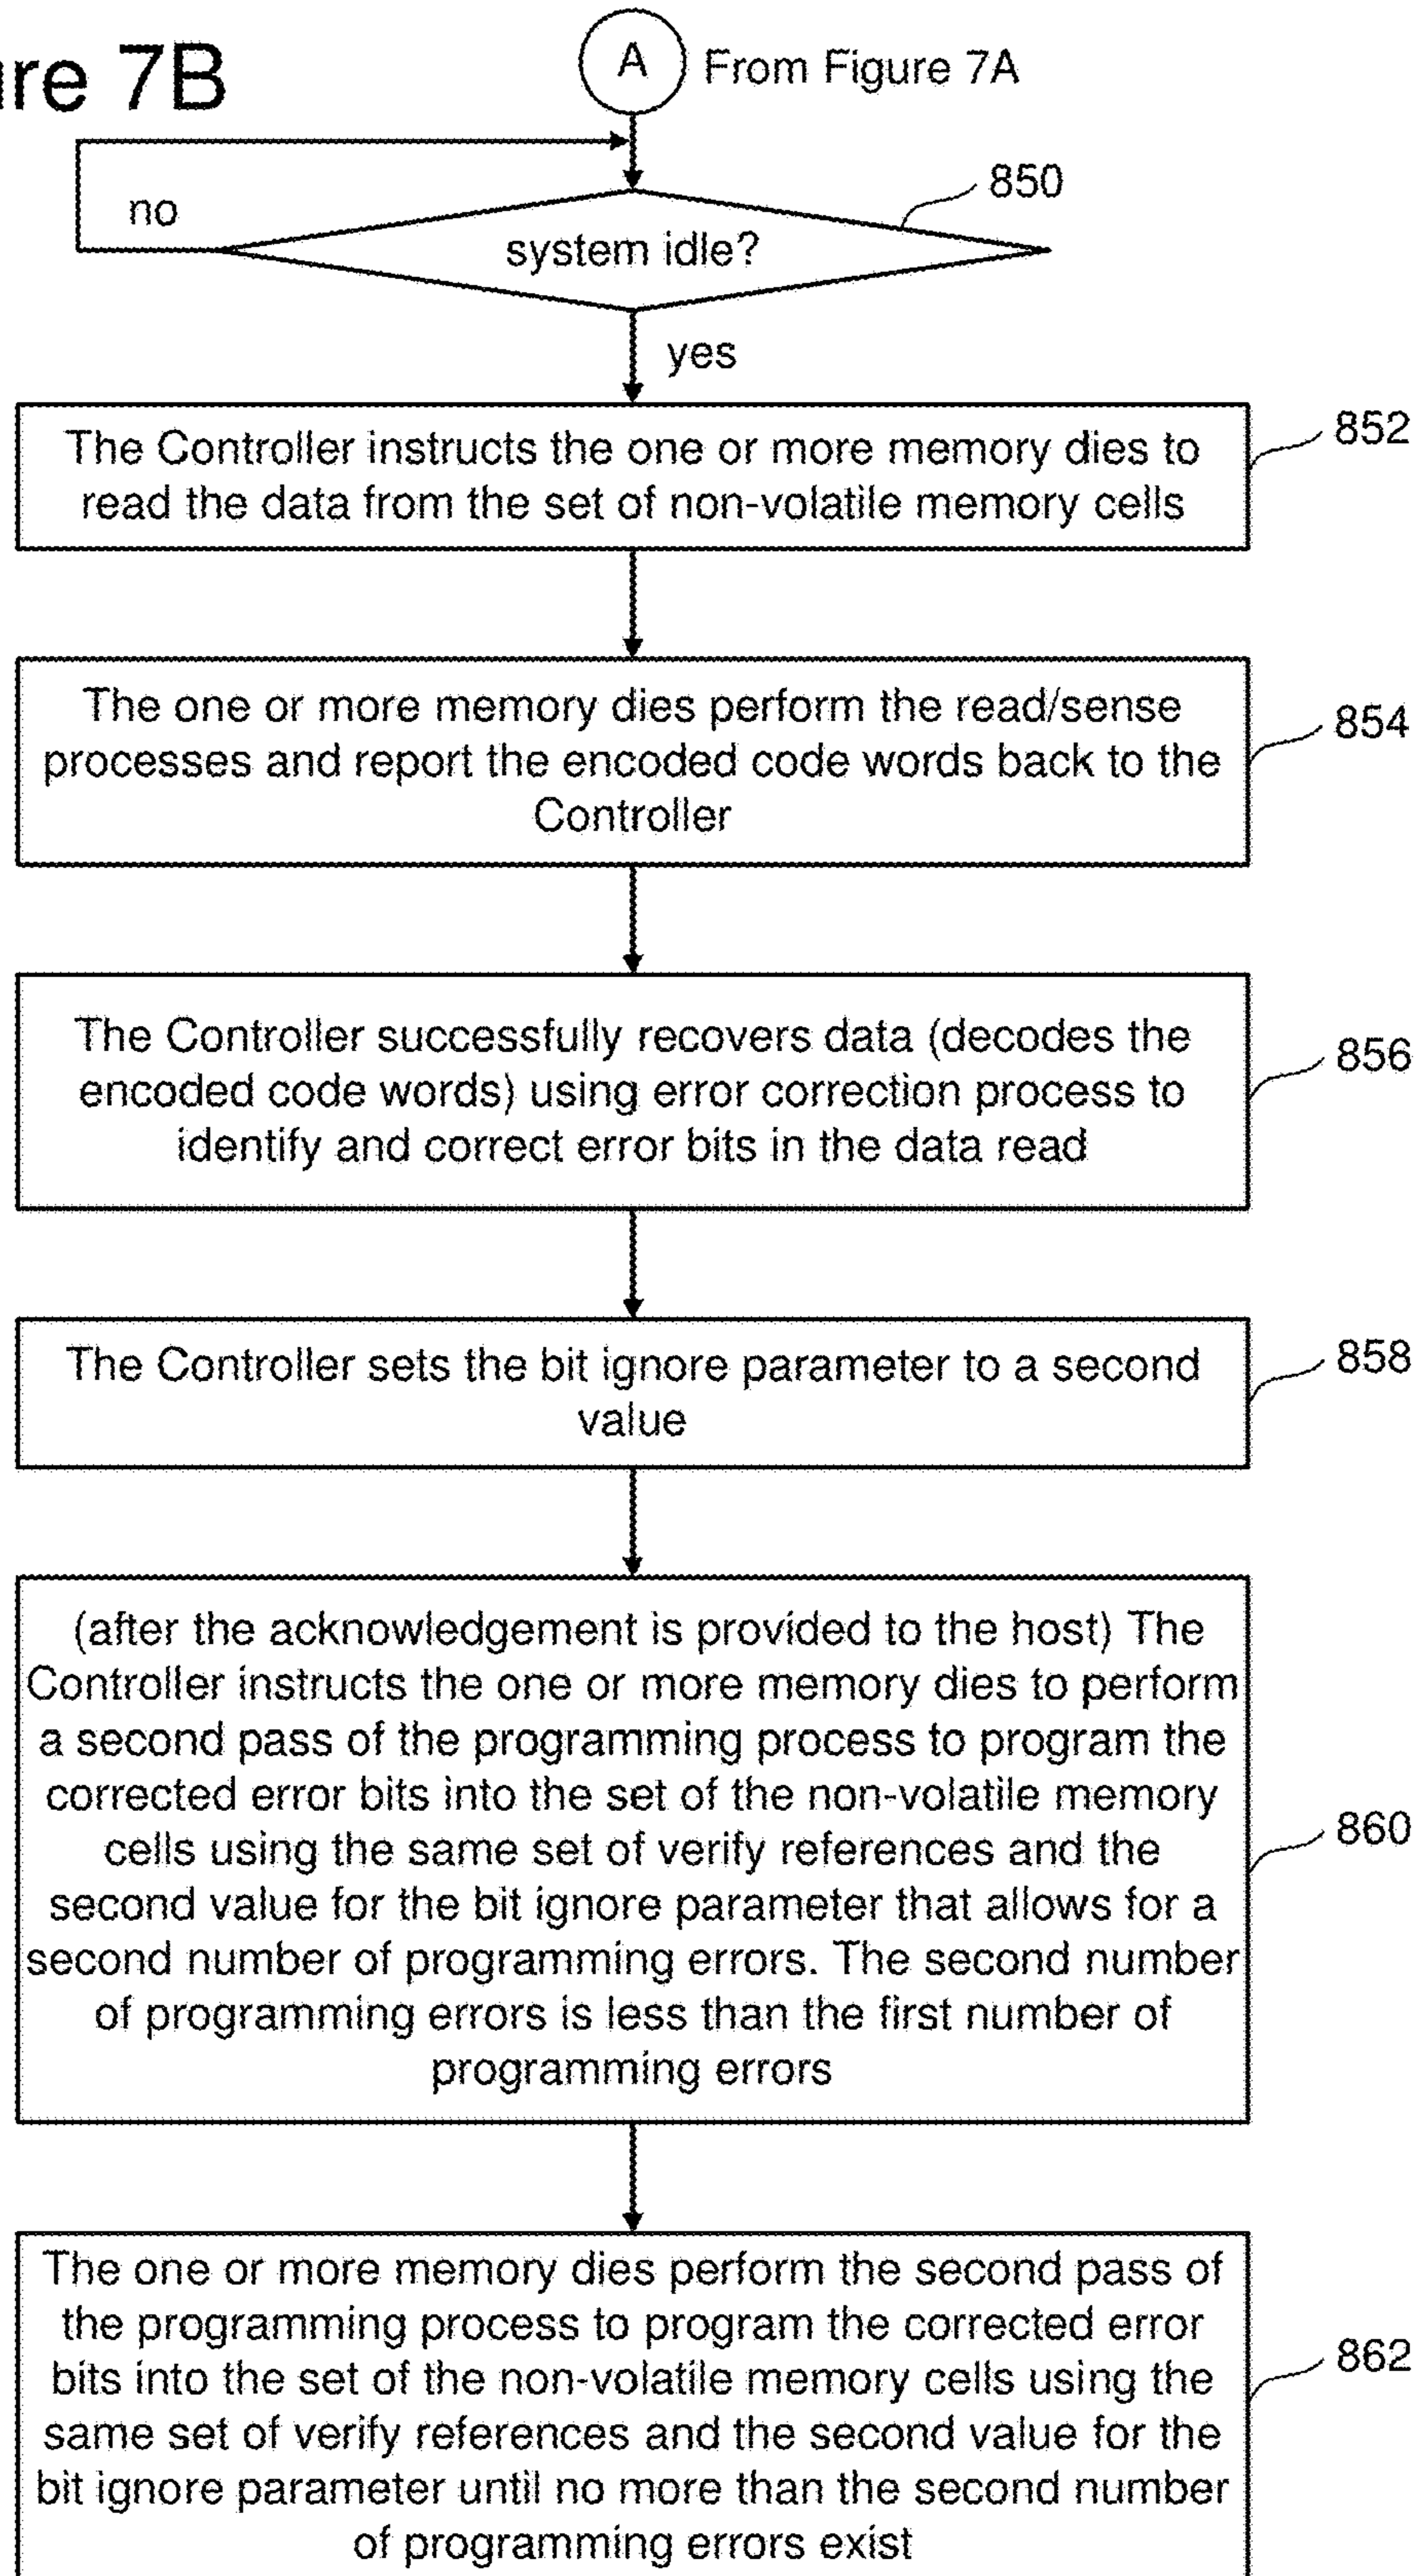 ure 7B
A
From Figure 7A
no
850
system idle?
yes
The Controller instructs the one or more memory dies to
read the data from the set of non-volatile memory cells
852
The one or more memory dies perform the read/sense
processes and report the encoded code words back to the
Controller
854
The Controller successfully recovers data (decodes the
encoded code words) using error correction process to
identify and correct error bits in the data read
856
The Controller sets the bit ignore parameter to a second
value
858
(after the acknowledgement is provided to the host) The
Controller instructs the one or more memory dies to perform
a second pass of the programming process to program the
corrected error bits into the set of the non-volatile memory
cells using the same set of verify references and the
second value for the bit ignore parameter that allows for a
second number of programming errors. The second number
of programming errors is less than the first number of
programming errors
860
The one or more memory dies perform the second pass of
the programming process to program the corrected error
bits into the set of the non-volatile memory cells using the
same set of verify references and the second value for the
bit ignore parameter until no more than the second number
of programming errors exist
862